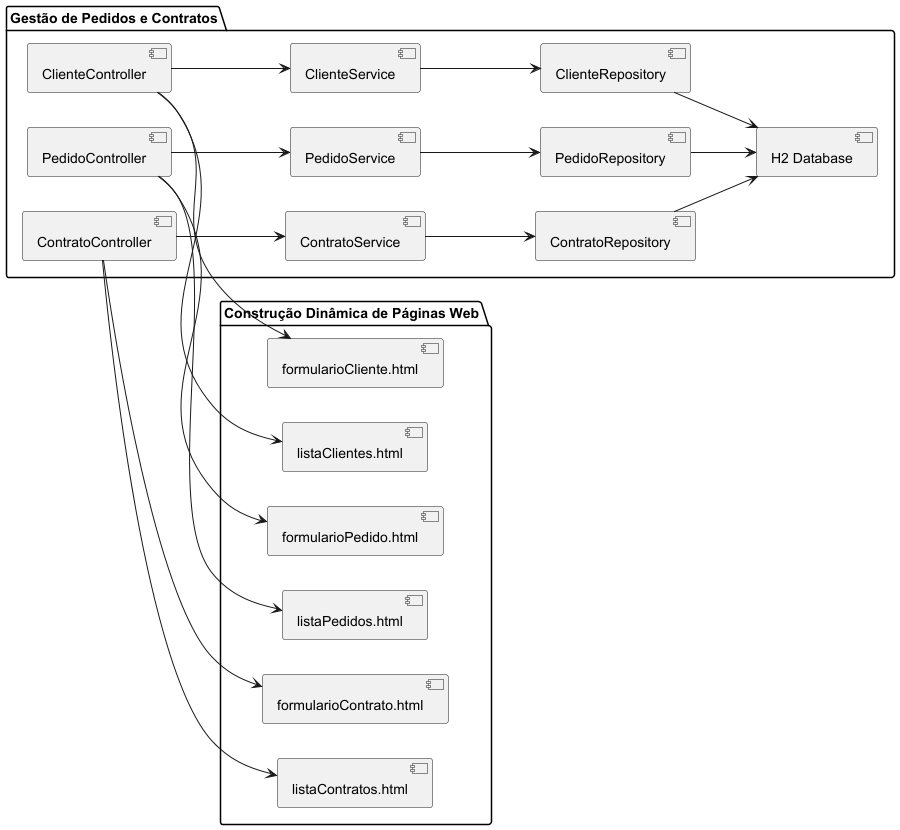 Gestão de Pedidos e Contratos
ClienteController
ClienteService
ClienteRepository
PedidoController
PedidoService
PedidoRepository
H2 Database
ContratoController
ContratoService
ContratoRepository
Construção Dinâmica de Páginas Web
formularioCliente.html
listaClientes.html
formularioPedido.html
listaPedidos.html
formularioContrato.html
listaContratos.html